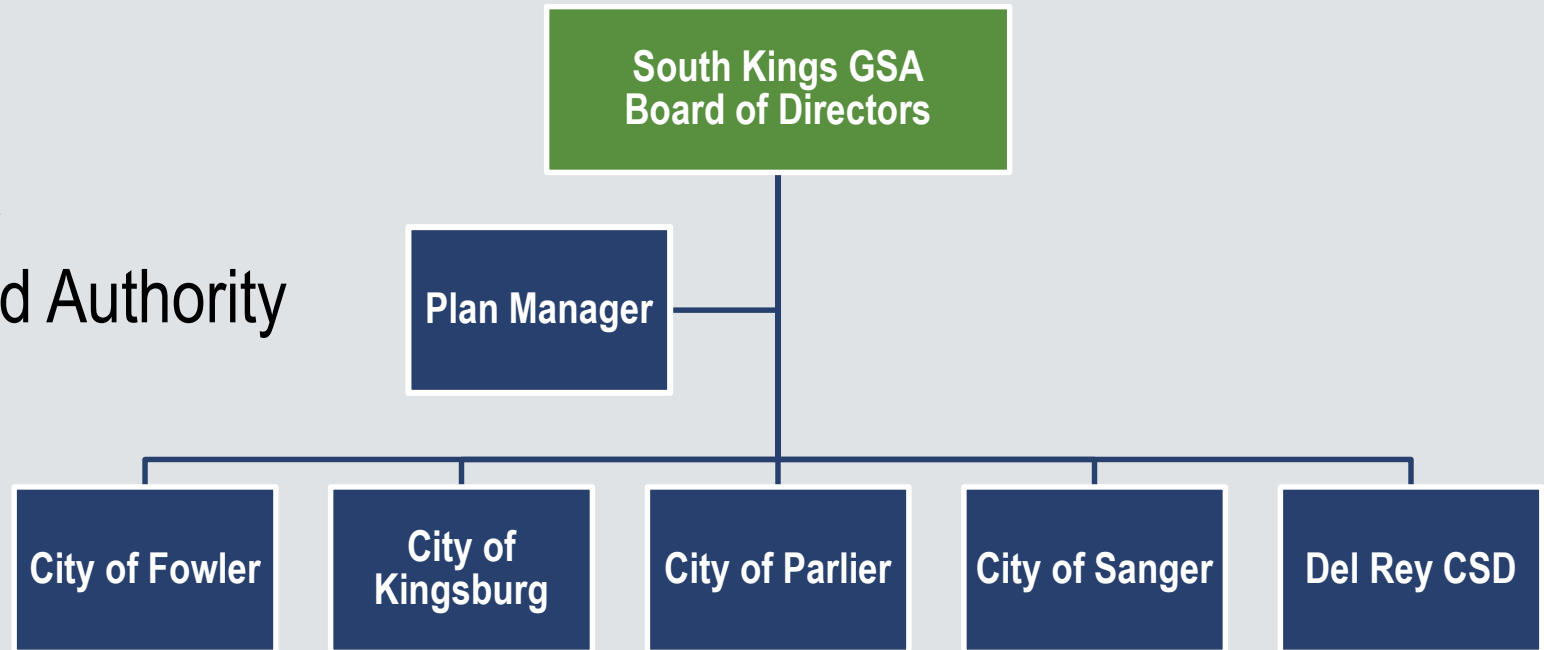 South Kings GSA
Board of Directors
d Authority
Plan Manager
City of Fowler
City of
Kingsburg
City of Parlier
City of Sanger
Del Rey CSD